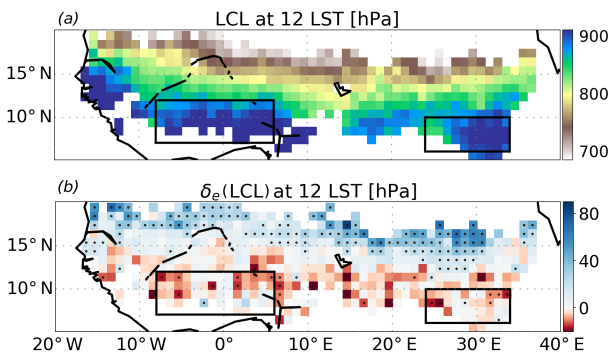 (a) LCL at 12 LST [hPa]
15° N
10° N
900
800
700
(b) δₑ(LCL) at 12 LST [hPa]
15° N
10° N
80
40
0
20° W 10° W 0° 10° E 20° E 30° E 40° E